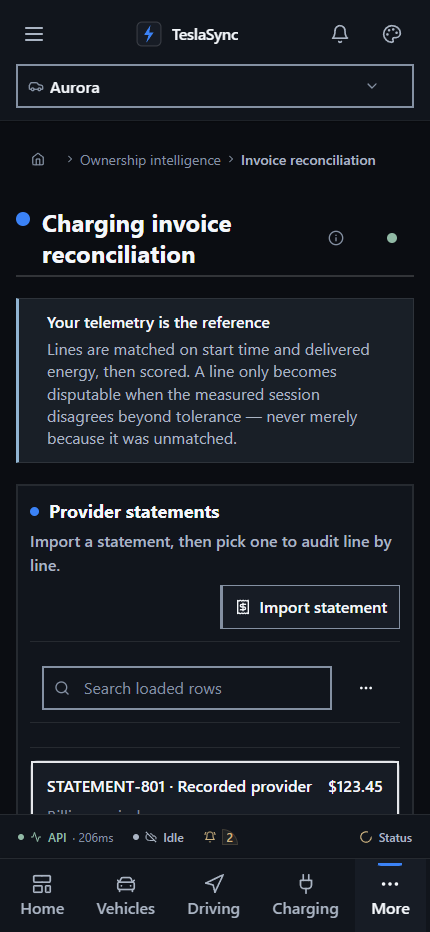 TeslaSync
Aurora
Ownership intelligence
Invoice reconciliation
Charging invoice
reconciliation
Your telemetry is the reference
Lines are matched on start time and delivered
energy, then scored. A line only becomes
disputable when the measured session
disagrees beyond tolerance — never merely
because it was unmatched.
Provider statements
Import a statement, then pick one to audit line by
line.
Import statement
Search loaded rows
STATEMENT-801 · Recorded provider $123.45
API · 206ms Idle 2 Status
Home Vehicles Driving Charging More